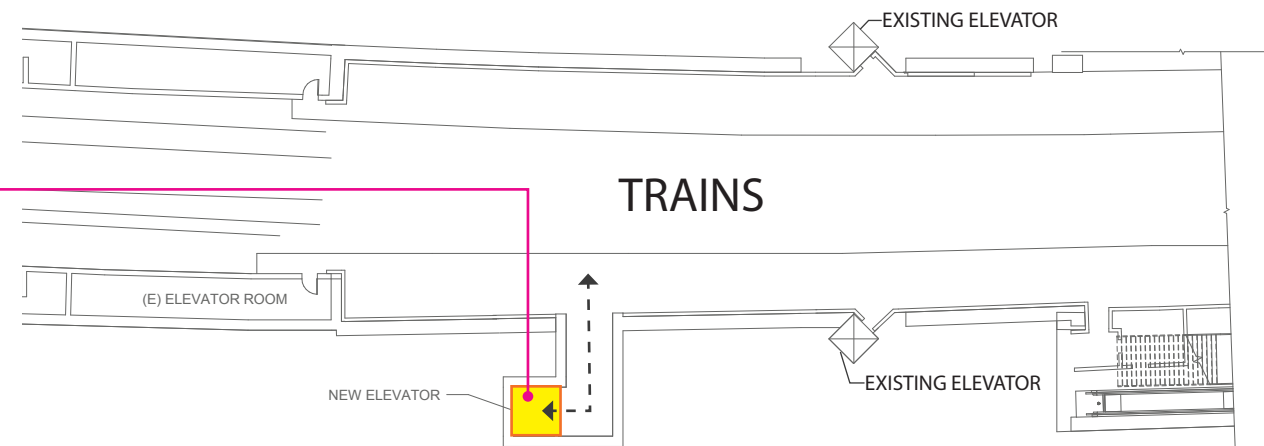 EXISTING ELEVATOR
TRAINS
(E) ELEVATOR ROOM
EXISTING ELEVATOR
NEW ELEVATOR